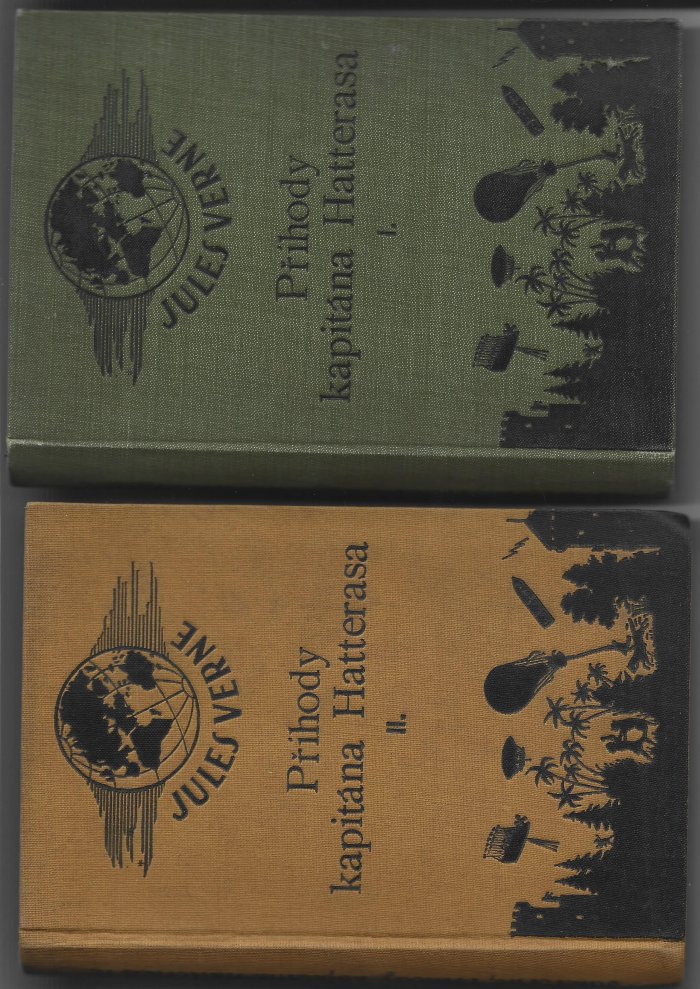 JULES VERNE
Příhody
kapitána Hatterasa
I.
JULES VERNE
Příhody
kapitána Hatterasa
II.